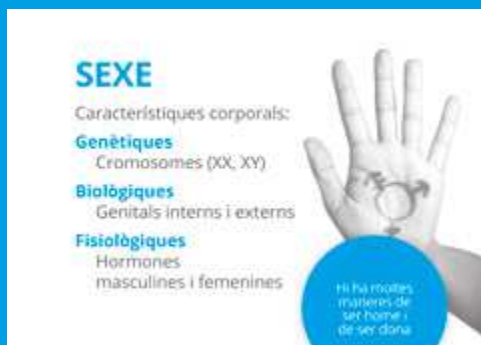 SEXE
Característiques corporals:
Genètiques
Cromosomes (XX, XY)
Biològiques
Genitals interns i externs
Fisiològiques
Hormones
masculines i femenines
Hi ha moltes
maneres de
ser home i
de ser dona